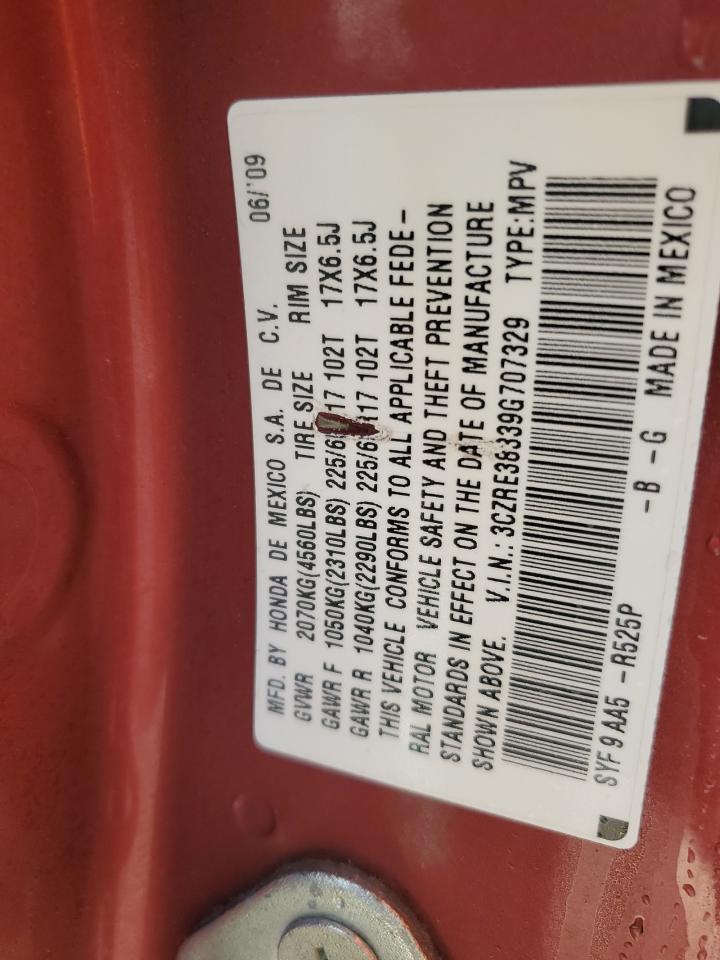 MFD. BY HONDA DE MEXICO S.A. DE C.V. 06/'09
GVWR 2070KG(4560LBS) TIRE SIZE RIM SIZE
GAWR F 1050KG(2310LBS) 225/6 17 102T 17X6.5J
GAWR R 1040KG(2290LBS) 225/6 R17 102T 17X6.5J
THIS VEHICLE CONFORMS TO ALL APPLICABLE FEDE-
RAL MOTOR VEHICLE SAFETY AND THEFT PREVENTION
STANDARDS IN EFFECT ON THE DATE OF MANUFACTURE
SHOWN ABOVE. V.I.N.: 3CZRE38339G707329 TYPE:MPV
SYF 9 AA5 -R525P -B -G MADE IN MEXICO